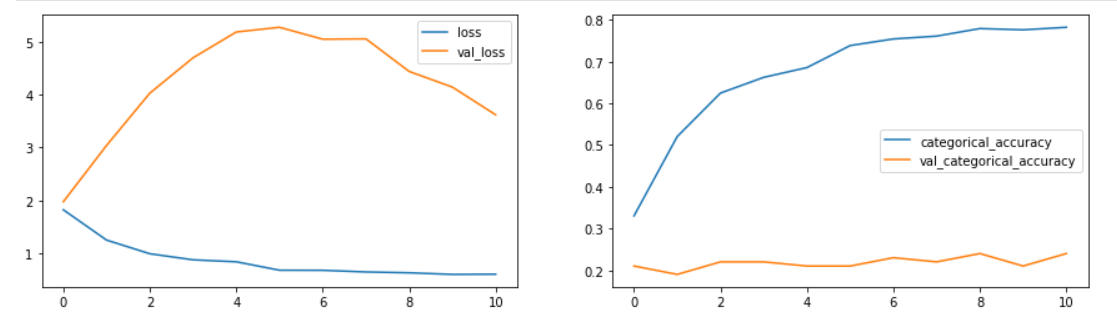 loss
val_loss
5
4
3
2
1
0 2 4 6 8 10
0.8
0.7
0.6
0.5
0.4
0.3
0.2
categorical_accuracy
val_categorical_accuracy
0 2 4 6 8 10